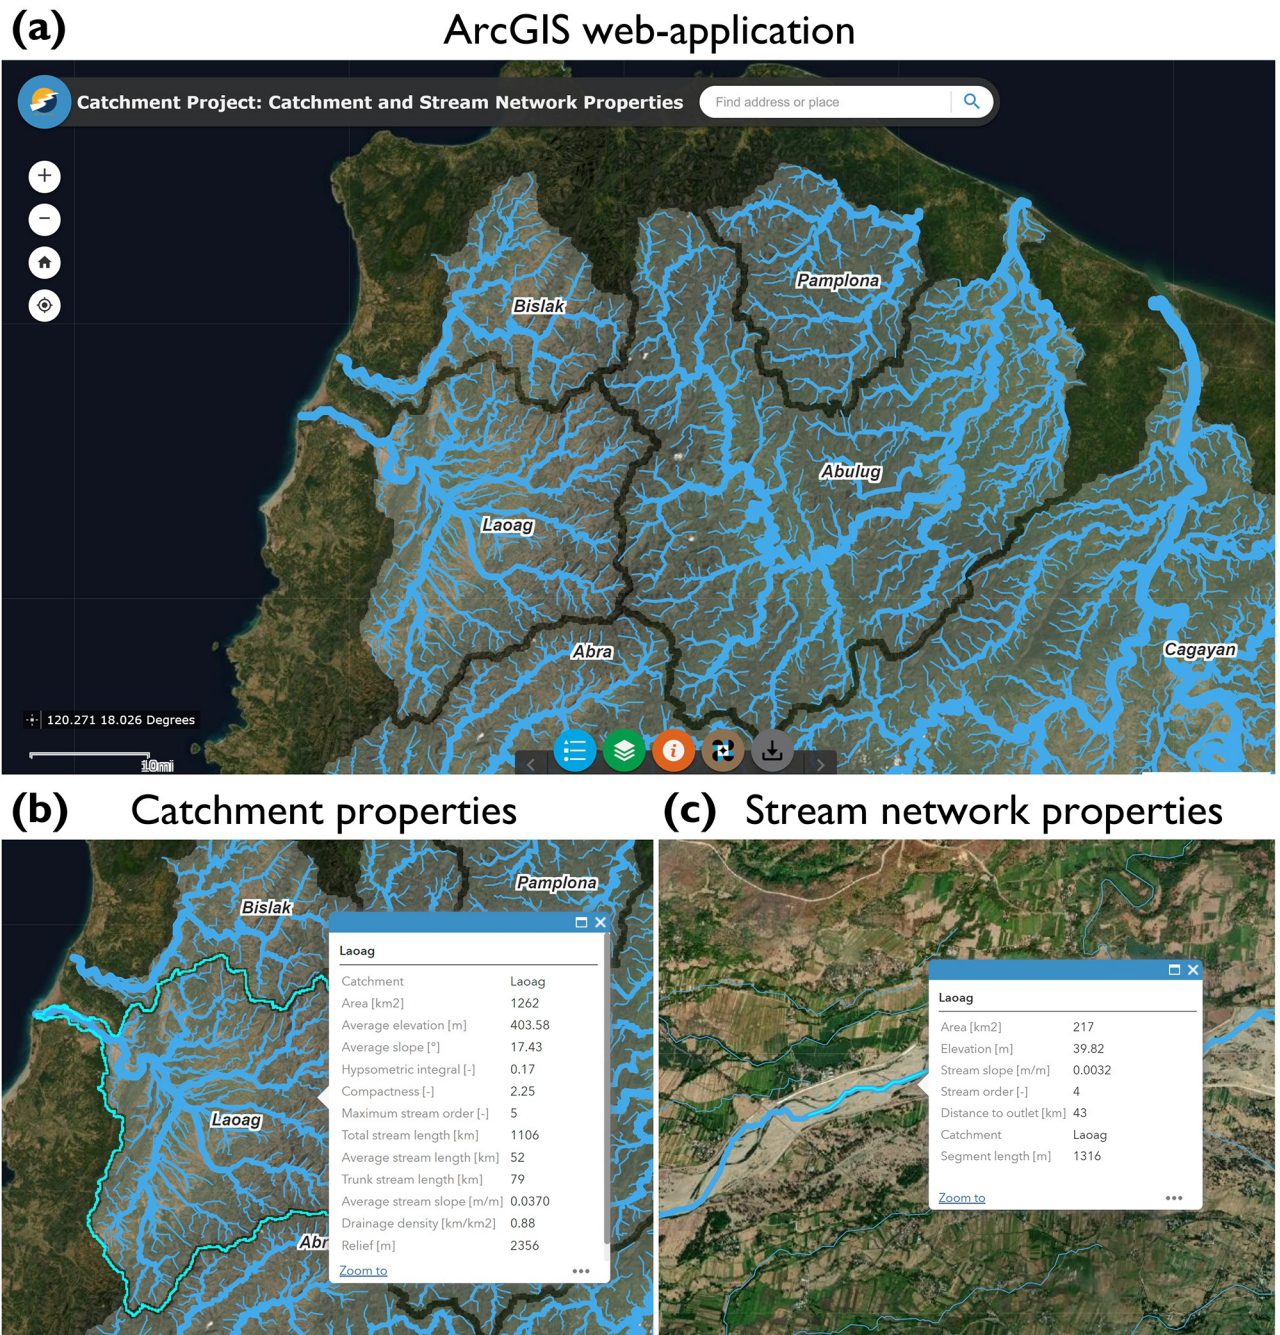 (a) ArcGIS web-application
Catchment Project: Catchment and Stream Network Properties
Find address or place
Pamplona
Bislak
Abulug
Laoag
Abra
Cagayan
120.271 18.026 Degrees
10mi
(b) Catchment properties
Pamplona
Bislak
Laoag
Catchment Laoag
Area [km2] 1262
Average elevation [m] 403.58
Average slope [°] 17.43
Hypsometric integral [-] 0.17
Compactness [-] 2.25
Maximum stream order [-] 5
Total stream length [km] 1106
Average stream length [km] 52
Trunk stream length [km] 79
Average stream slope [m/m] 0.0370
Drainage density [km/km2] 0.88
Relief [m] 2356
Zoom to
Laoag
Abr
(c) Stream network properties
Laoag
Area [km2] 217
Elevation [m] 39.82
Stream slope [m/m] 0.0032
Stream order [-] 4
Distance to outlet [km] 43
Catchment Laoag
Segment length [m] 1316
Zoom to